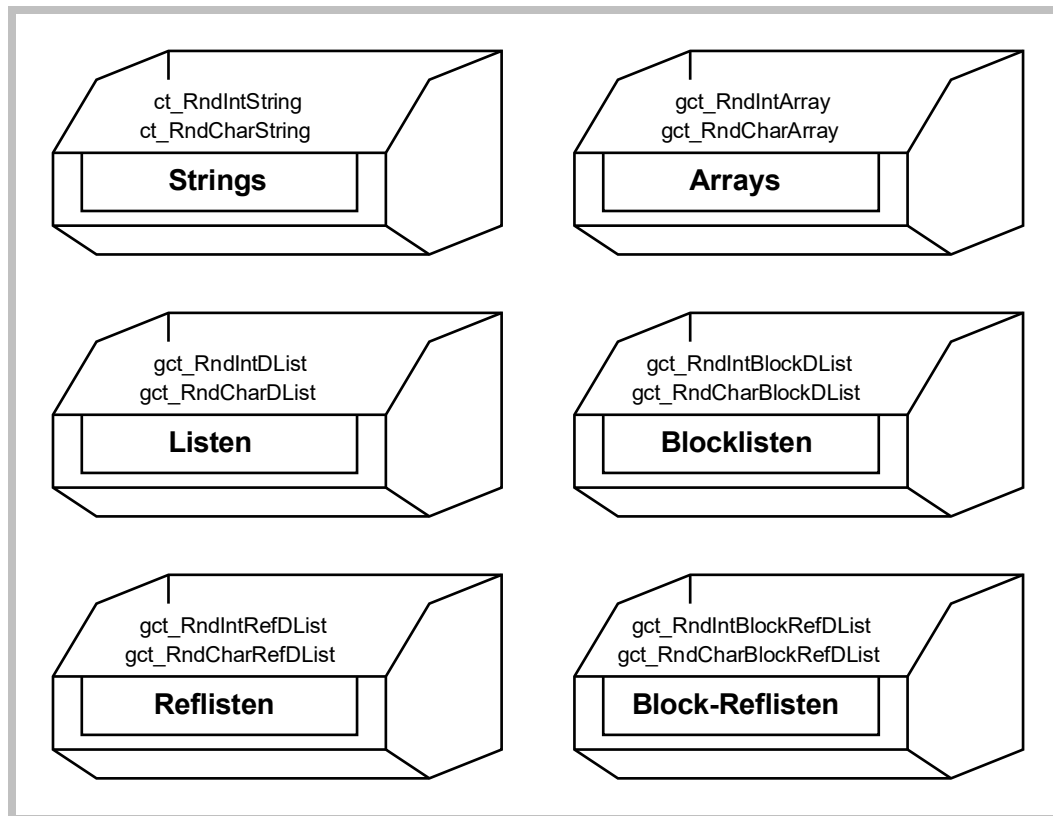 ct_RndIntString
ct_RndCharString
Strings
gct_RndIntArray
gct_RndCharArray
Arrays
gct_RndIntDList
gct_RndCharDList
Listen
gct_RndIntBlockDList
gct_RndCharBlockDList
Blocklisten
gct_RndIntRefDList
gct_RndCharRefDList
Reflisten
gct_RndIntBlockRefDList
gct_RndCharBlockRefDList
Block-Reflisten